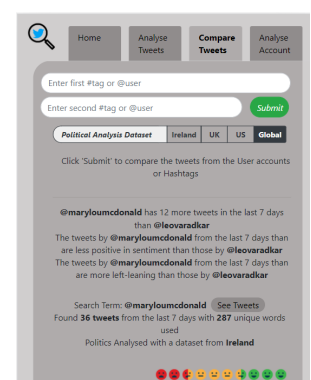 Home
Analyse Tweets
Compare Tweets
Analyse Account
Enter first #tag or @user
Enter second #tag or @user
Submit
Political Analysis Dataset Ireland UK US Global
Click 'Submit' to compare the tweets from the User accounts
or Hashtags
@maryloumcdonald has 12 more tweets in the last 7 days
than @leovaradkar
The tweets by @maryloumcdonald from the last 7 days than
are less positive in sentiment than those by @leovaradkar
The tweets by @maryloumcdonald from the last 7 days than
are more left-leaning than those by @leovaradkar
Search Term: @maryloumcdonald See Tweets
Found 36 tweets from the last 7 days with 287 unique words
used
Politics Analysed with a dataset from Ireland